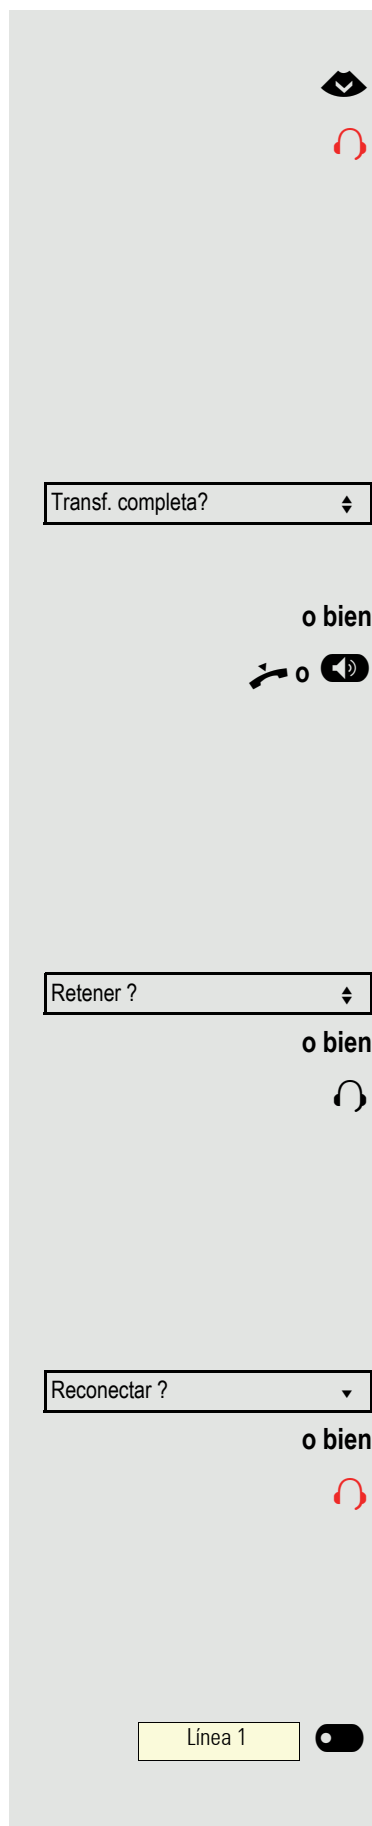 Transf. completa?
o bien
o
Retener ?
o bien
Reconectar ?
o bien
Línea 1